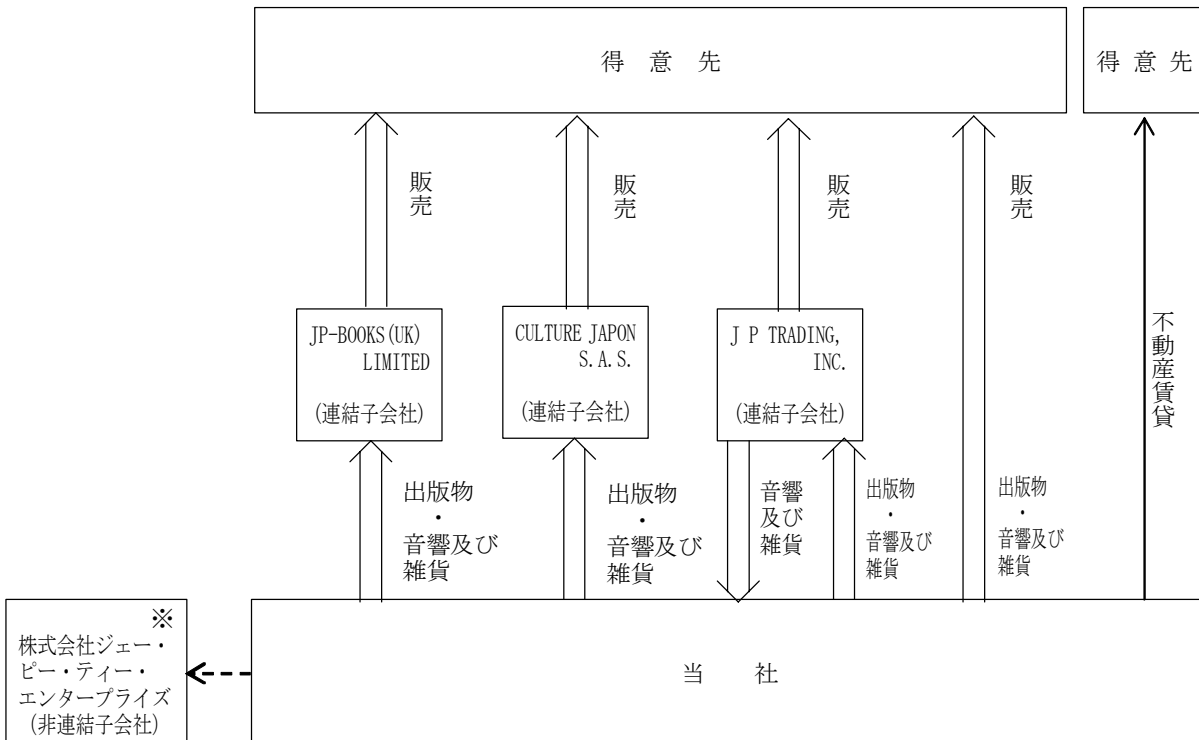 得意先
得意先
販売
販売
販売
販売
JP-BOOKS(UK)
LIMITED
(連結子会社)
CULTURE JAPON
S.A.S.
(連結子会社)
J P TRADING,
INC.
(連結子会社)
不動産賃貸
出版物
・
音響及び
雑貨
出版物
・
音響及び
雑貨
音響
及び
雑貨
出版物
・
音響及び
雑貨
出版物
・
音響及び
雑貨
※
株式会社ジェー・
ピー・ティー・
エンタープライズ
(非連結子会社)
当社